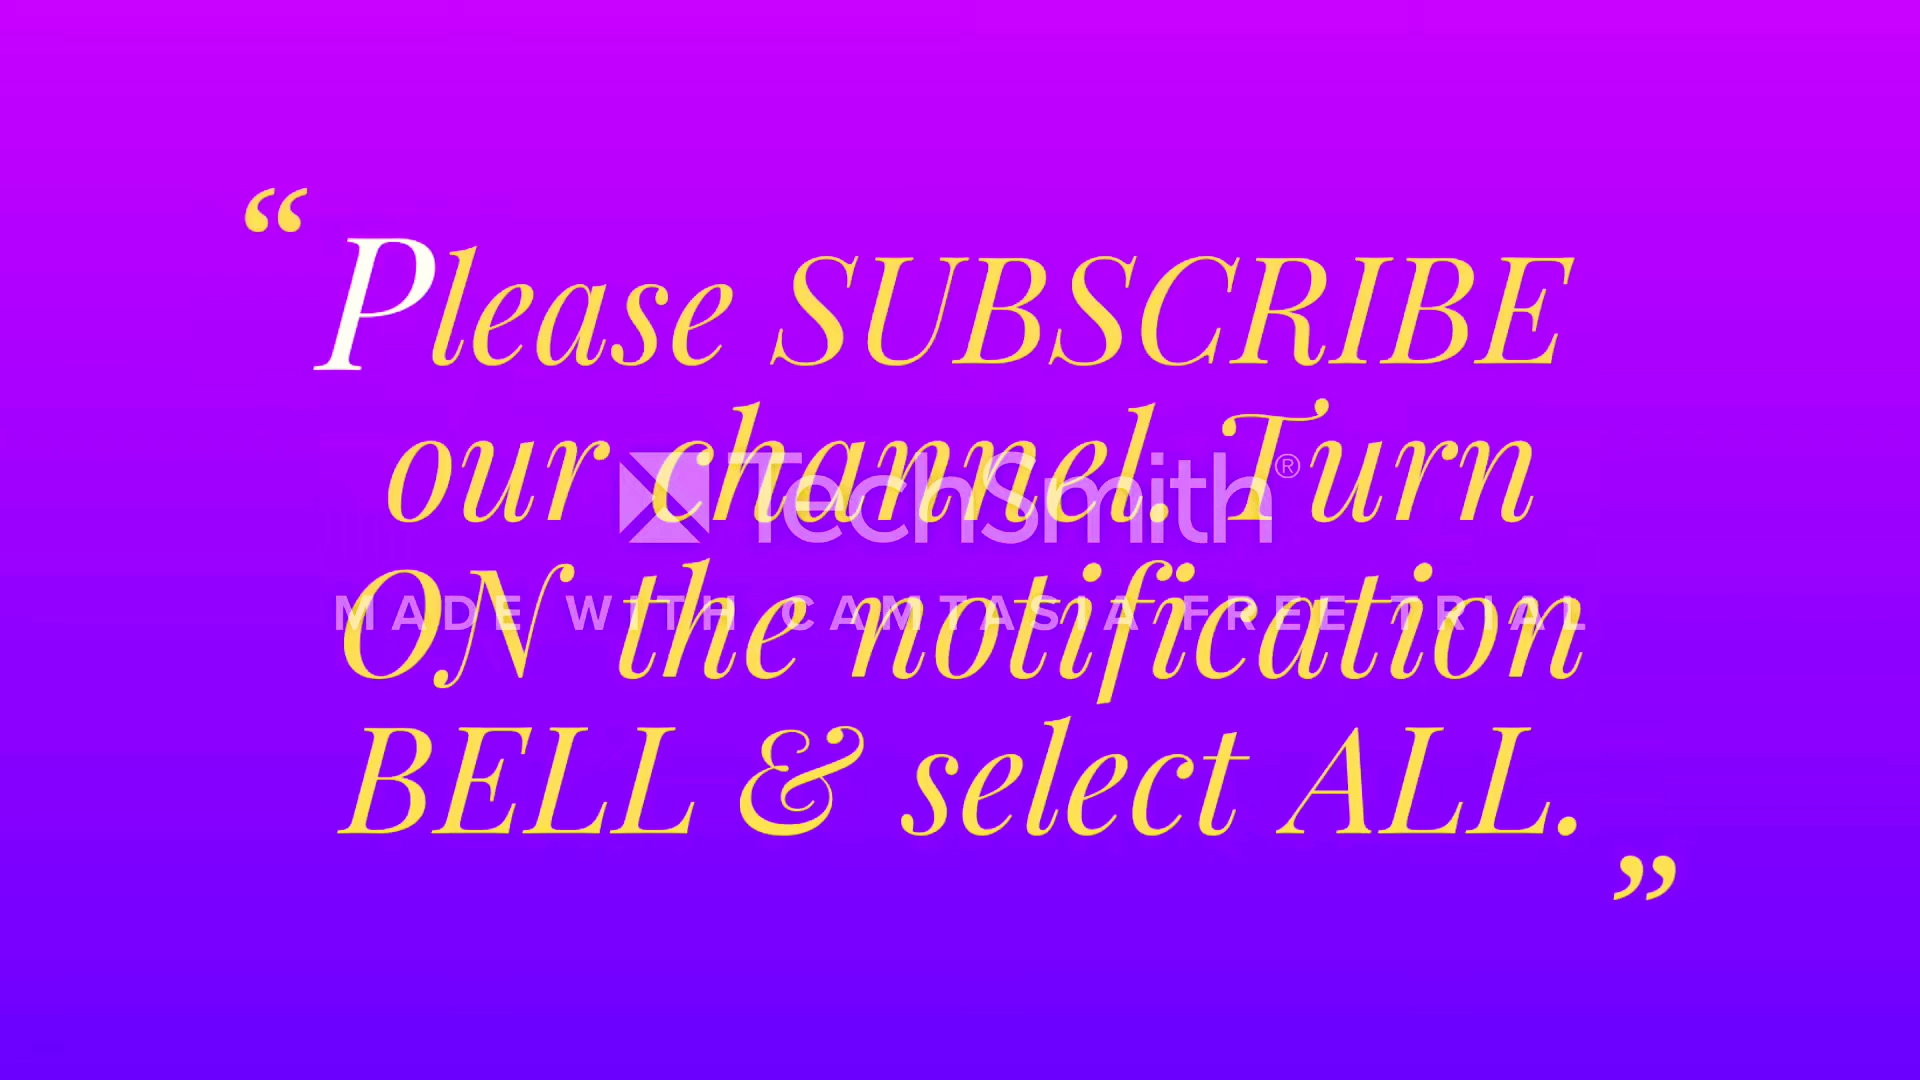 “Please SUBSCRIBE
our channel. Turn
TechSmith®
ON the notification
MADE WITH CAMTASIA FREE TRIAL
BELL & select ALL.”